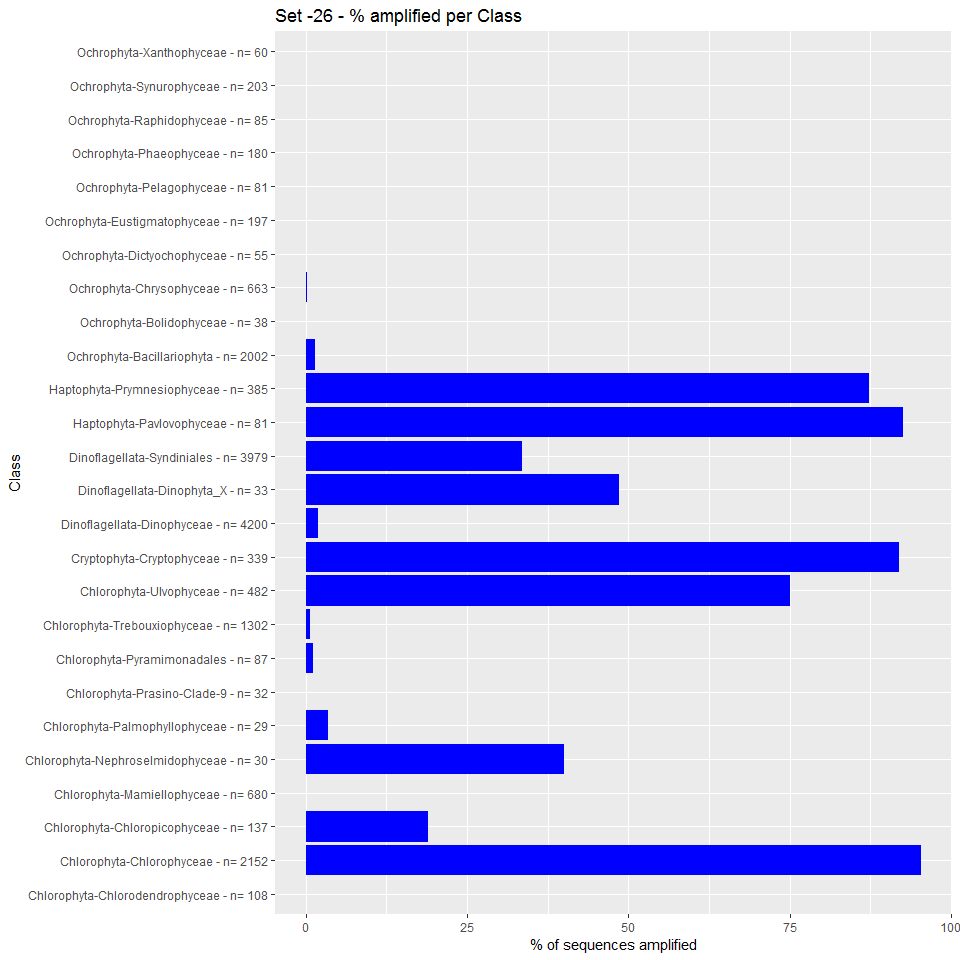 Set -26 - % amplified per Class
Ochrophyta-Xanthophyceae - n= 60
Ochrophyta-Synurophyceae - n= 203
Ochrophyta-Raphidophyceae - n= 85
Ochrophyta-Phaeophyceae - n= 180
Ochrophyta-Pelagophyceae - n= 81
Ochrophyta-Eustigmatophyceae - n= 197
Ochrophyta-Dictyochophyceae - n= 55
Ochrophyta-Chrysophyceae - n= 663
Ochrophyta-Bolidophyceae - n= 38
Ochrophyta-Bacillariophyta - n= 2002
Haptophyta-Prymnesiophyceae - n= 385
Haptophyta-Pavlovophyceae - n= 81
Dinoflagellata-Syndiniales - n= 3979
Dinoflagellata-Dinophyta_X - n= 33
Dinoflagellata-Dinophyceae - n= 4200
Cryptophyta-Cryptophyceae - n= 339
Chlorophyta-Ulvophyceae - n= 482
Chlorophyta-Trebouxiophyceae - n= 1302
Chlorophyta-Pyramimonadales - n= 87
Chlorophyta-Prasino-Clade-9 - n= 32
Chlorophyta-Palmophyllophyceae - n= 29
Chlorophyta-Nephroselmidophyceae - n= 30
Chlorophyta-Mamiellophyceae - n= 680
Chlorophyta-Chloropicophyceae - n= 137
Chlorophyta-Chlorophyceae - n= 2152
Chlorophyta-Chlorodendrophyceae - n= 108
Class
0 25 50 75 100
% of sequences amplified